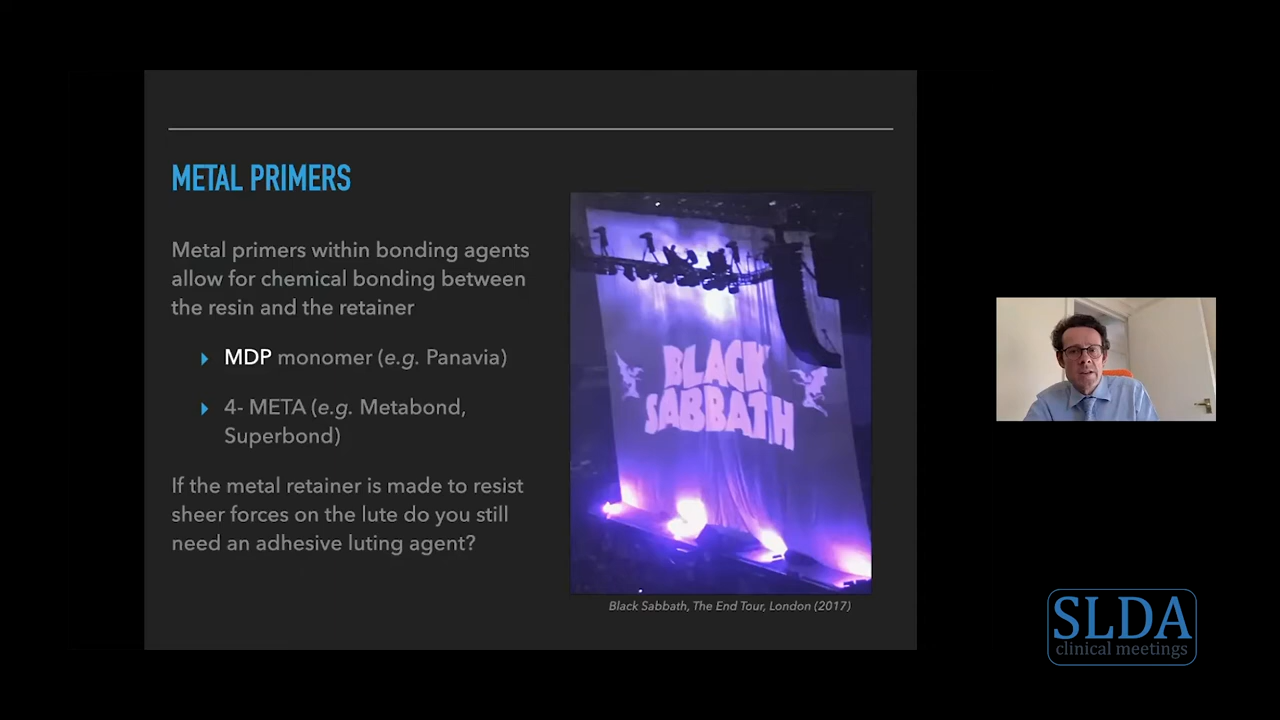 METAL PRIMERS
Metal primers within bonding agents
allow for chemical bonding between
the resin and the retainer
MDP monomer (e.g. Panavia)
4- META (e.g. Metabond,
Superbond)
If the metal retainer is made to resist
sheer forces on the lute do you still
need an adhesive luting agent?
BLACK
SABBATH
Black Sabbath, The End Tour, London (2017)
SLDA
clinical meetings